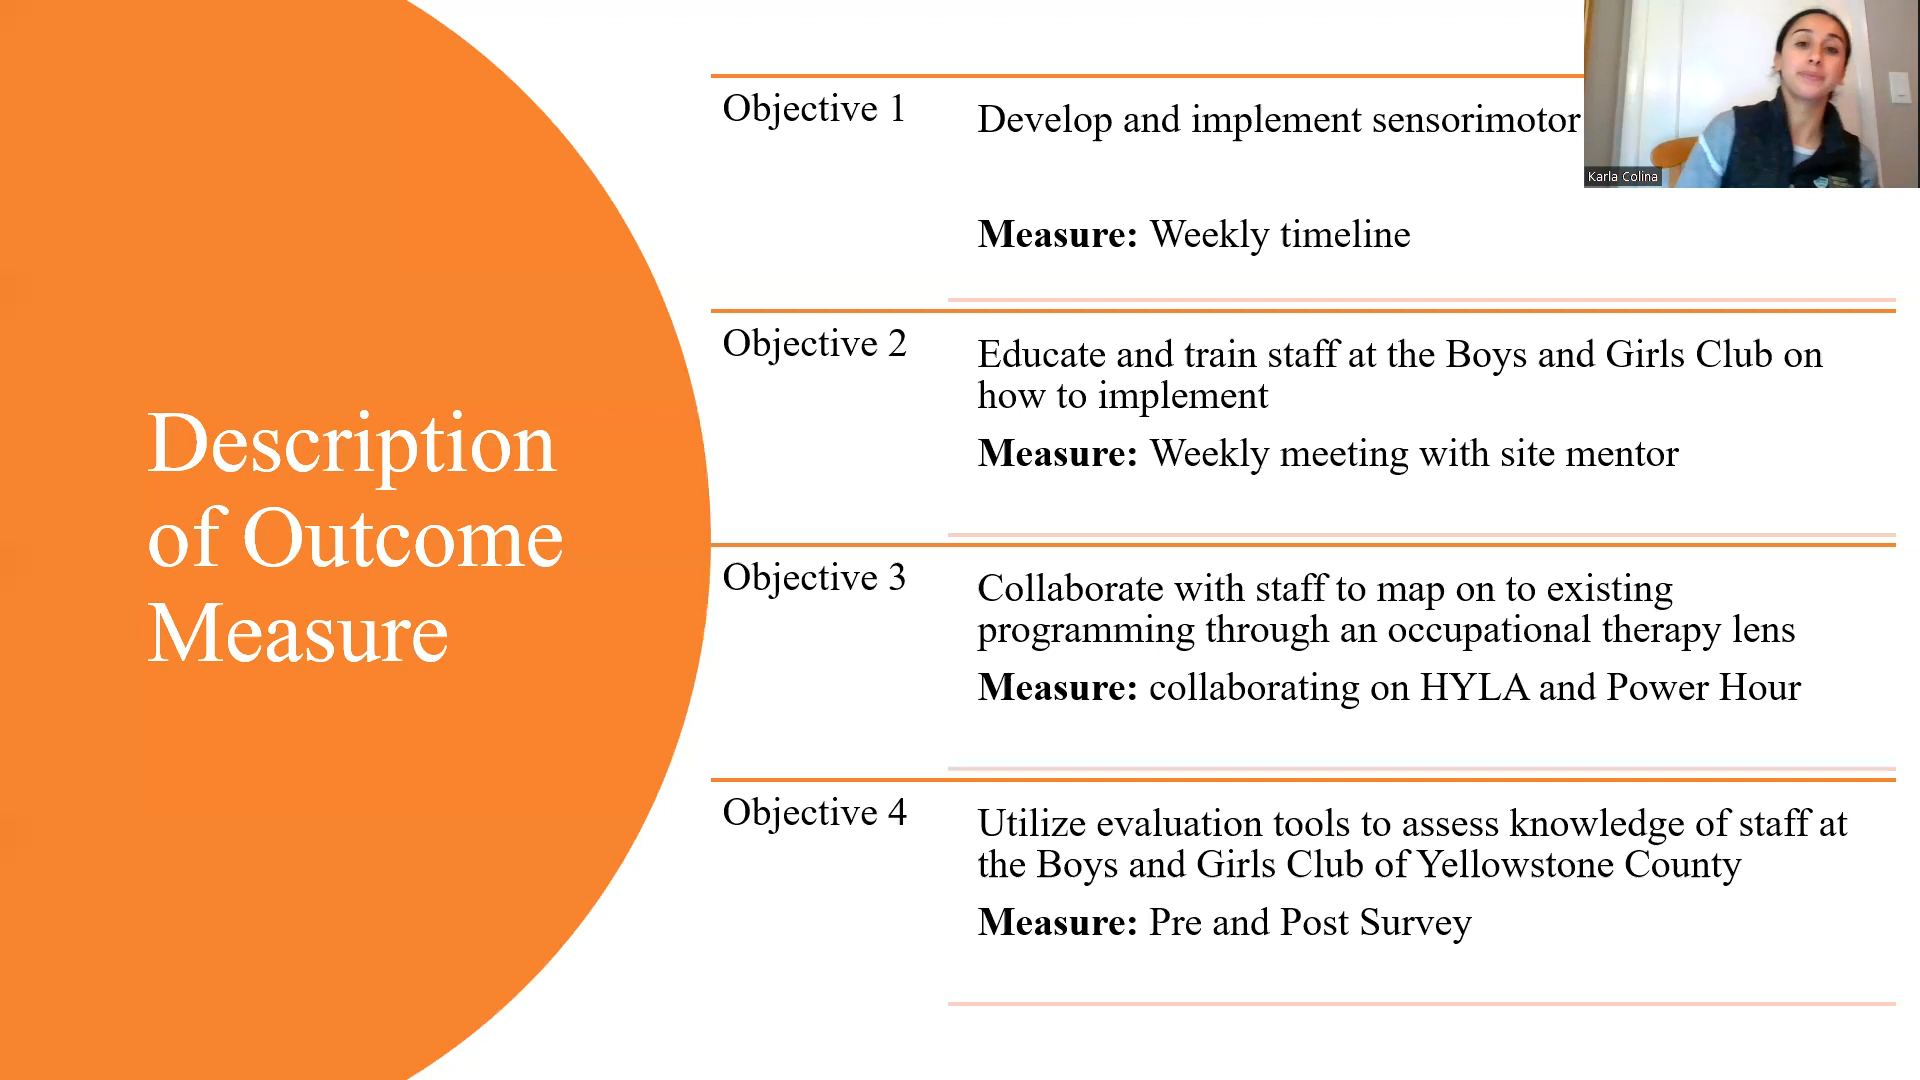 Description
of Outcome
Measure
Objective 1
Develop and implement sensorimotor
Measure: Weekly timeline
Objective 2
Educate and train staff at the Boys and Girls Club on
how to implement
Measure: Weekly meeting with site mentor
Objective 3
Collaborate with staff to map on to existing
programming through an occupational therapy lens
Measure: collaborating on HYLA and Power Hour
Objective 4
Utilize evaluation tools to assess knowledge of staff at
the Boys and Girls Club of Yellowstone County
Measure: Pre and Post Survey
Karla Colina